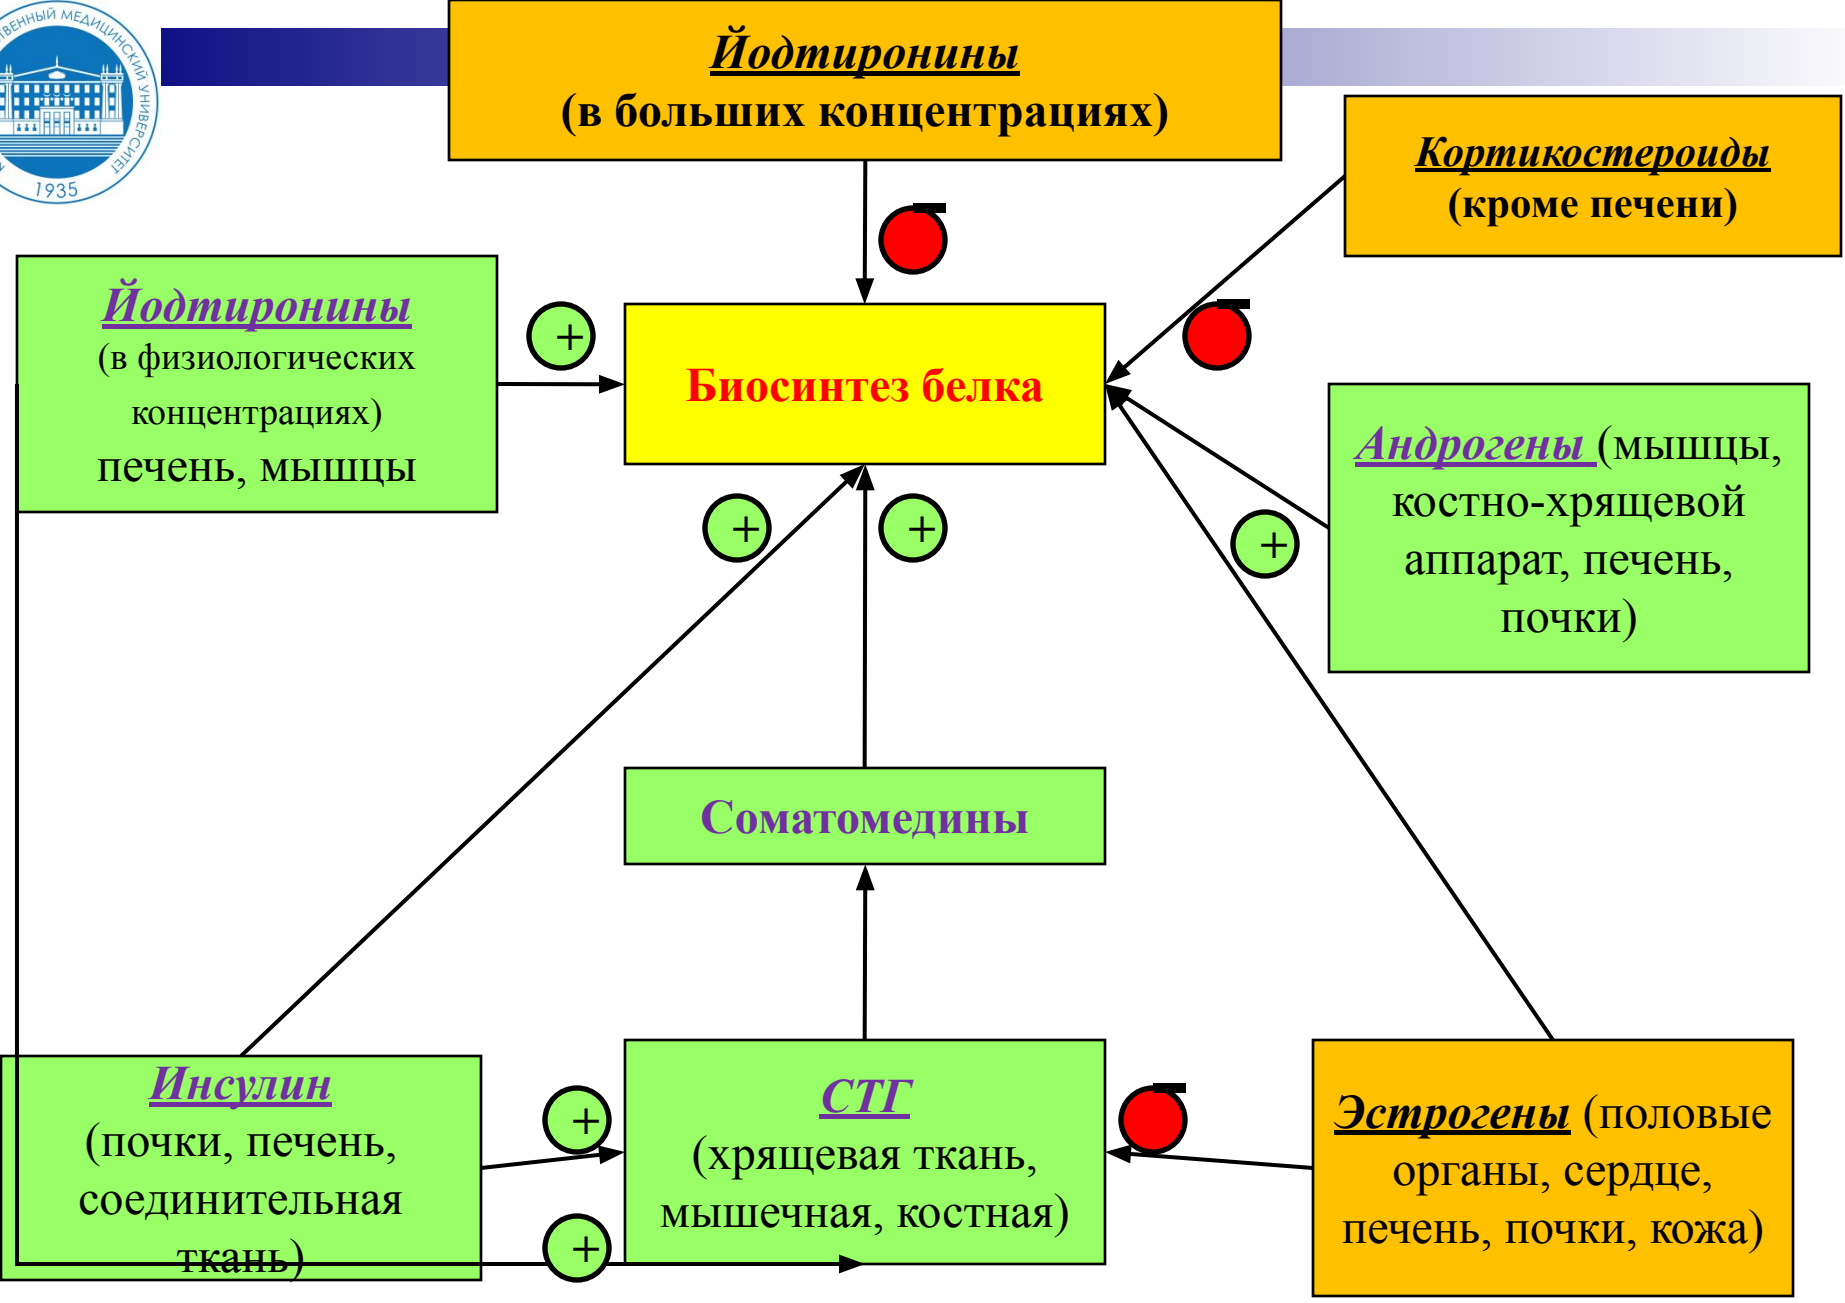 МЕДИЦИНСКИЙ УНИВЕРСИТЕТ
1935
Йодтиронины
(в больших концентрациях)
Кортикостероиды
(кроме печени)
Йодтиронины
(в физиологических
концентрациях)
печень, мышцы
+
Биосинтез белка
Андрогены (мышцы,
костно-хрящевой
аппарат, печень,
почки)
+
+
+
Соматомедины
Инсулин
(почки, печень,
соединительная
ткань)
+
+
СТГ
(хрящевая ткань,
мышечная, костная)
Эстрогены (половые
органы, сердце,
печень, почки, кожа)